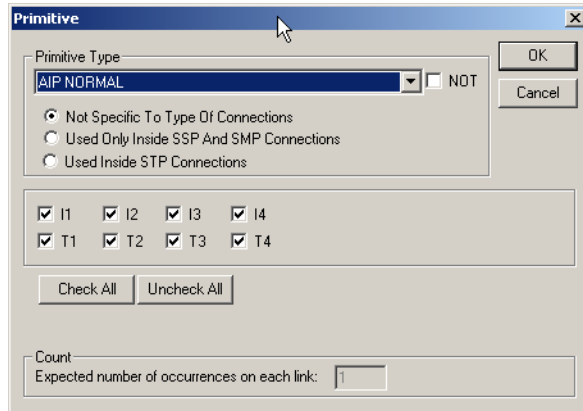 Primitive
Primitive Type
AIP NORMAL
NOT
OK
Cancel
Not Specific To Type Of Connections
Used Only Inside SSP And SMP Connections
Used Inside STP Connections
I1 I2 I3 I4
T1 T2 T3 T4
Check All Uncheck All
Count
Expected number of occurrences on each link: 1